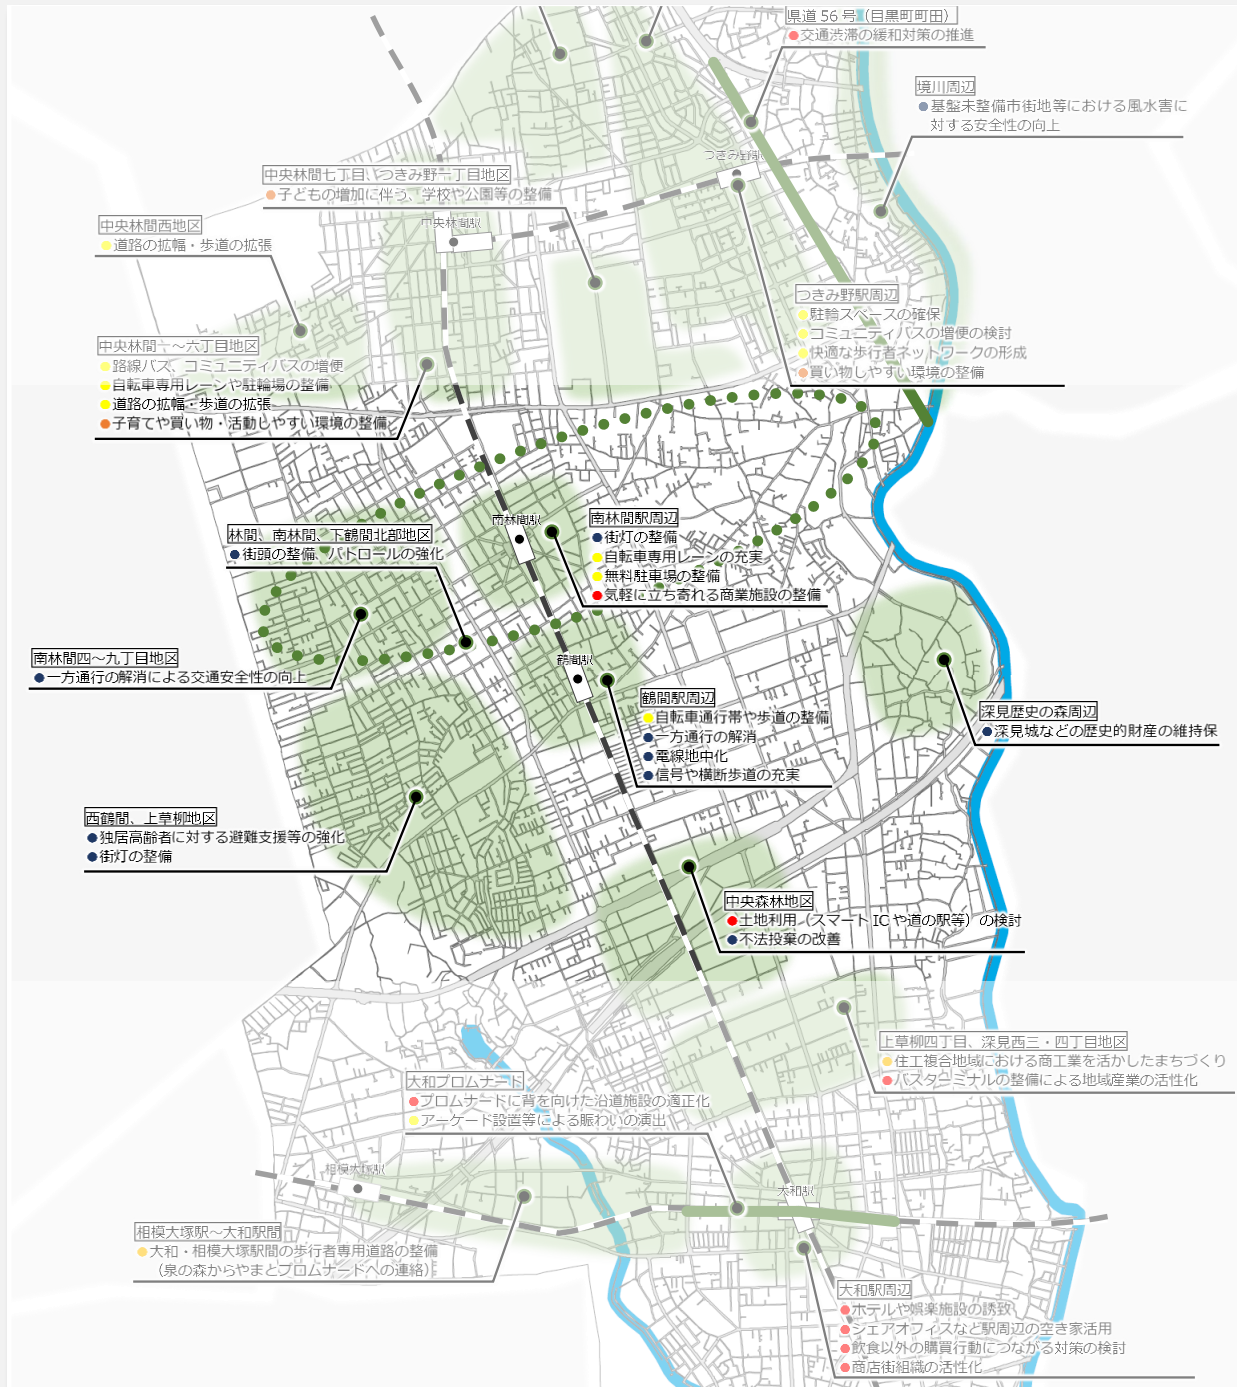 県道56号（目黒町町田）
交通渋滞の緩和対策の推進
境川周辺
基盤未整備市街地等における風水害に
対する安全性の向上
つきみ野駅
中央林間七丁目、つきみ野一丁目地区
子どもの増加に伴う、学校や公園等の整備
中央林間駅
中央林間西地区
道路の拡幅・歩道の拡張
つきみ野駅周辺
駐輪スペースの確保
コミュニティバスの増便の検討
快適な歩行者ネットワークの形成
買い物しやすい環境の整備
中央林間一～六丁目地区
路線バス、コミュニティバスの増便
自転車専用レーンや駐輪場の整備
道路の拡幅・歩道の拡張
子育てや買い物・活動しやすい環境の整備
南林間駅
南林間駅周辺
街灯の整備
自転車専用レーンの充実
無料駐車場の整備
気軽に立ち寄れる商業施設の整備
林間、南林間、下鶴間北部地区
街頭の整備、パトロールの強化
南林間四～九丁目地区
一方通行の解消による交通安全性の向上
鶴間駅
鶴間駅周辺
自転車通行帯や歩道の整備
一方通行の解消
電線地中化
信号や横断歩道の充実
深見歴史の森周辺
深見城などの歴史的財産の維持保
西鶴間、上草柳地区
独居高齢者に対する避難支援等の強化
街灯の整備
中央森林地区
土地利用（スマートICや道の駅等）の検討
不法投棄の改善
上草柳四丁目、深見西三・四丁目地区
住工複合地域における商工業を活かしたまちづくり
バスターミナルの整備による地域産業の活性化
大和プロムナード
プロムナードに背を向けた沿道施設の適正化
アーケード設置等による賑わいの演出
相模大塚駅
大和駅
相模大塚駅～大和駅間
大和・相模大塚駅間の歩行者専用道路の整備
（泉の森からやまとプロムナードへの連絡）
大和駅周辺
ホテルや娯楽施設の誘致
シェアオフィスなど駅周辺の空き家活用
飲食以外の購買行動につながる対策の検討
商店街組織の活性化